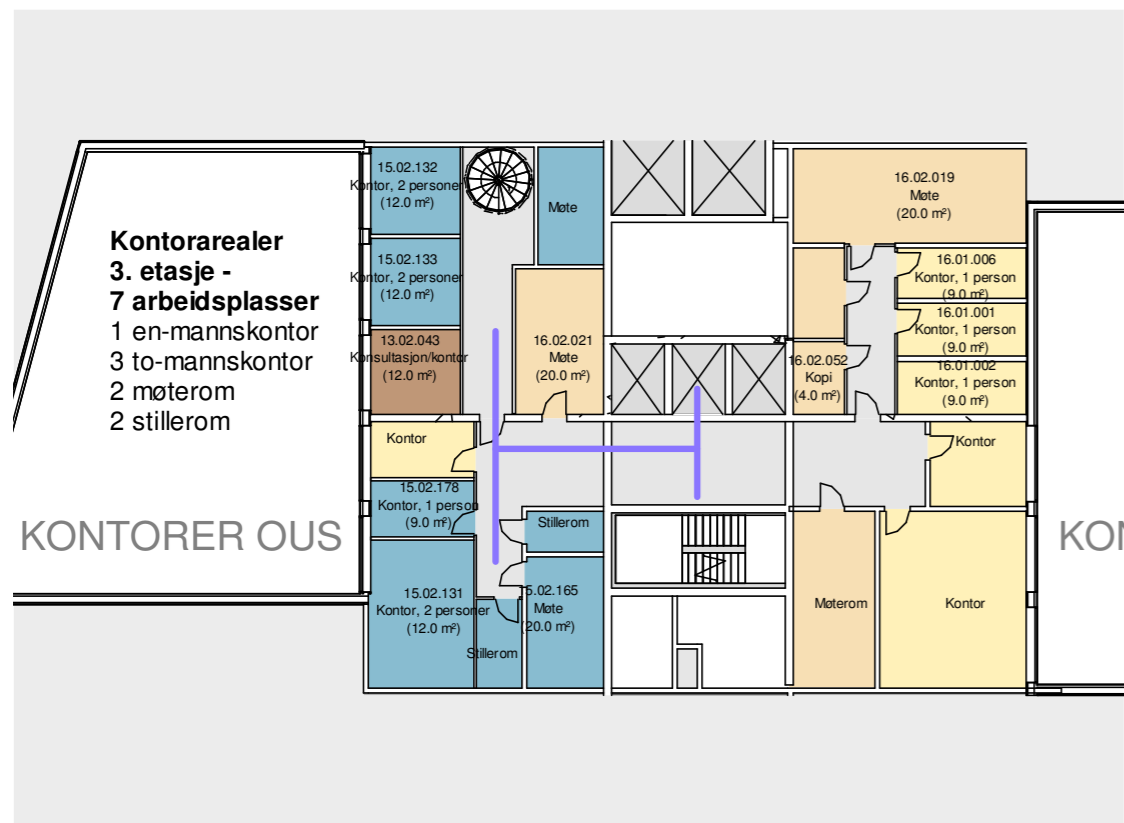 Kontorarealer
3. etasje -
7 arbeidsplasser
1 en-mannskontor
3 to-mannskontor
2 møterom
2 stillerom
KONTORER OUS
15.02.132
Kontor, 2 personer
(12.0 m²)
15.02.133
Kontor, 2 personer
(12.0 m²)
13.02.043
Konsultasjon/kontor
(12.0 m²)
Kontor
15.02.178
Kontor, 1 person
(9.0 m²)
15.02.131
Kontor, 2 personer
(12.0 m²)
Møte
16.02.021
Møte
(20.0 m²)
Stillerom
15.02.165
Møte
(20.0 m²)
Stillerom
16.02.019
Møte
(20.0 m²)
16.01.006
Kontor, 1 person
(9.0 m²)
16.01.001
Kontor, 1 person
(9.0 m²)
16.01.002
Kontor, 1 person
(9.0 m²)
16.02.052
Kopi
(4.0 m²)
Kontor
Møterom
Kontor
KON